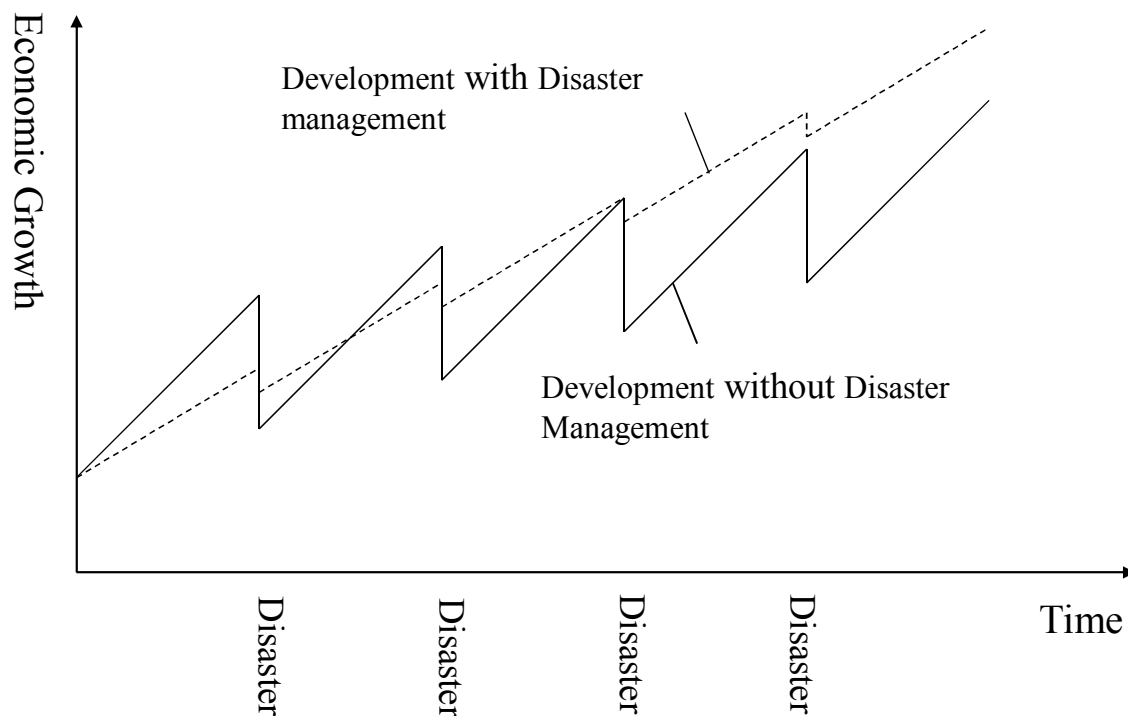 Economic Growth
Development with Disaster
management
Development without Disaster
Management
Disaster
Disaster
Disaster
Disaster
Time